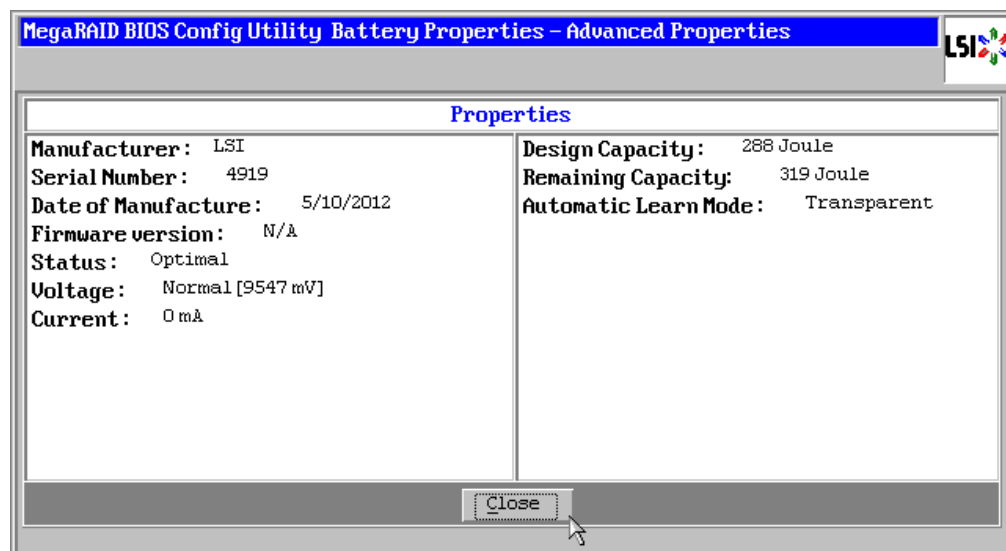 MegaRAID BIOS Config Utility Battery Properties - Advanced Properties
LSI
Properties
Manufacturer: LSI
Serial Number: 4919
Date of Manufacture: 5/10/2012
Firmware version: N/A
Status: Optimal
Voltage: Normal [9547 mV]
Current: 0 mA
Design Capacity: 288 Joule
Remaining Capacity: 319 Joule
Automatic Learn Mode: Transparent
Close